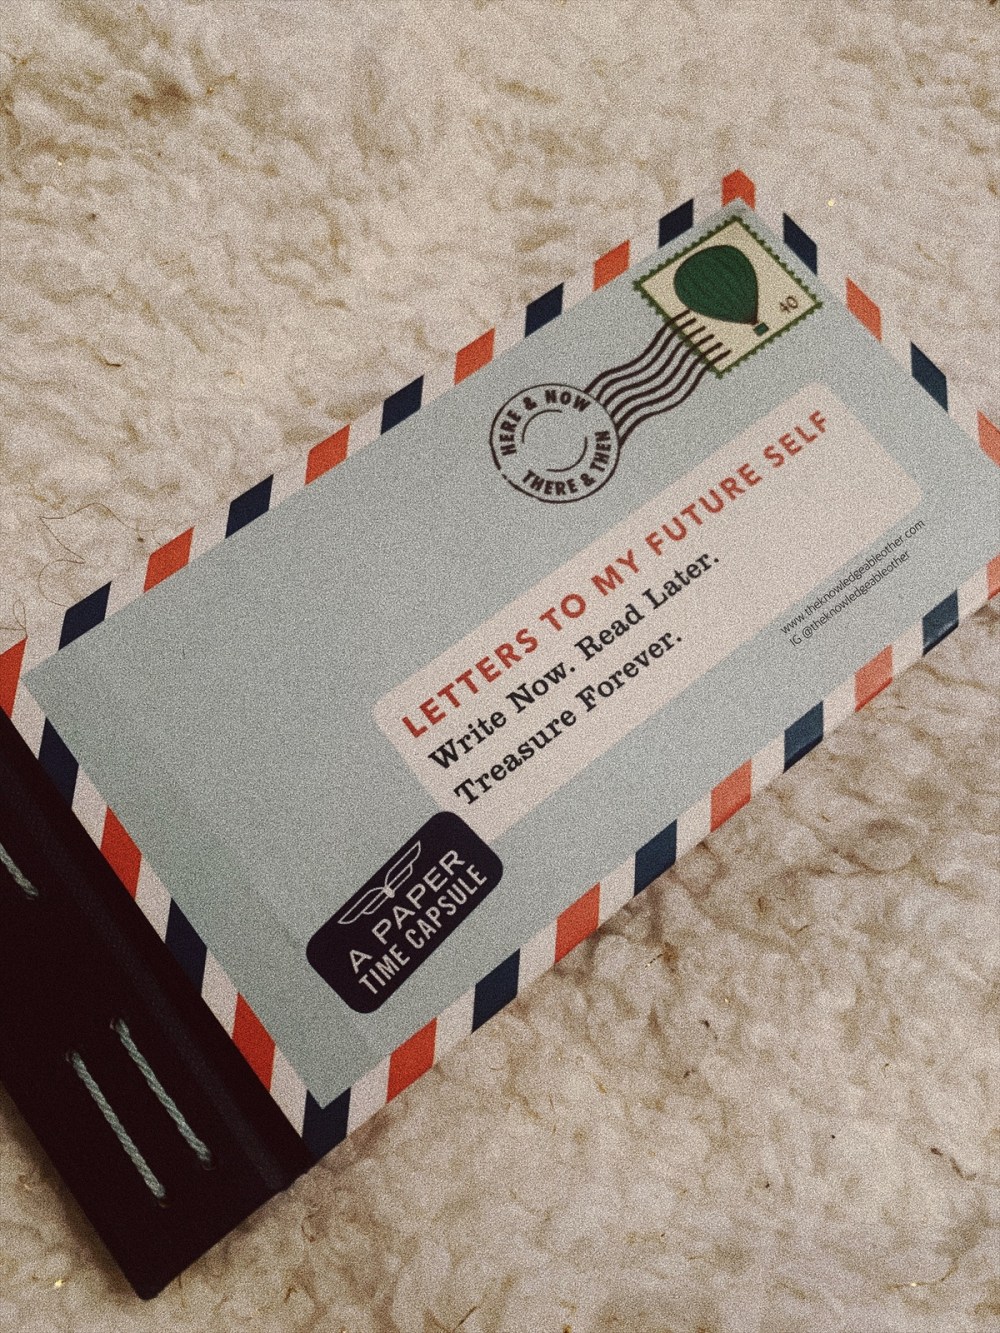 40
HERE & NOW
THERE & THEN
LETTERS TO MY FUTURE SELF
Write Now. Read Later.
Treasure Forever.
www.theknowledgeableother.com
IG @theknowledgeableother
A PAPER
TIME CAPSULE